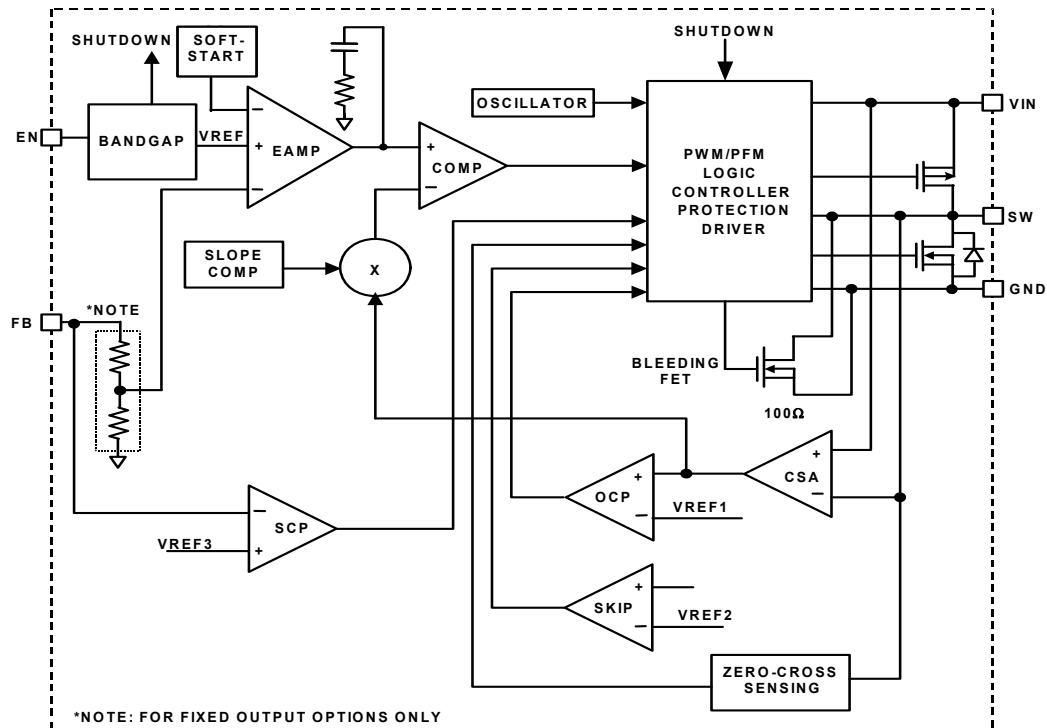 SHUTDOWN
SOFT-
START
SHUTDOWN
OSCILLATOR
VIN
EN
BANDGAP
VREF
−
+
−
EAMP
+
−
COMP
PWM/PFM
LOGIC
CONTROLLER
PROTECTION
DRIVER
SW
SLOPE
COMP
X
GND
*NOTE
FB
BLEEDING
FET
100Ω
+
−
CSA
+
−
OCP
VREF1
−
+
SCP
VREF3
+
−
SKIP
VREF2
ZERO-CROSS
SENSING
*NOTE: FOR FIXED OUTPUT OPTIONS ONLY